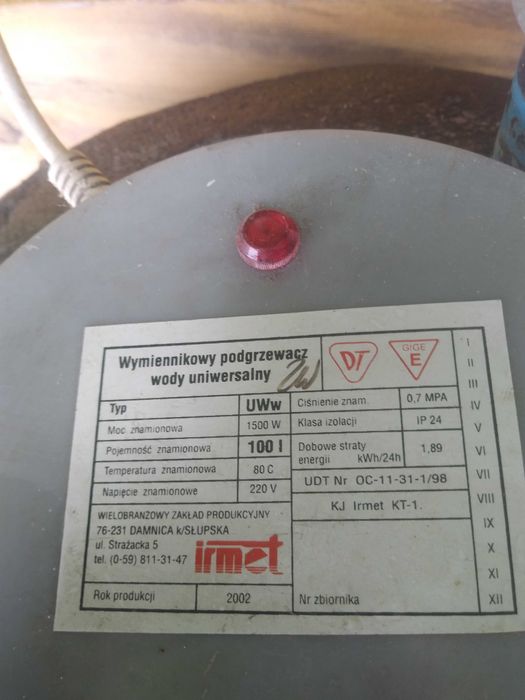 Wymiennikowy podgrzewacz
wody uniwersalny
DT
GIGE
E
Typ UWw
Moc znamionowa 1500 W
Pojemność znamionowa 100 l
Temperatura znamionowa 80 C
Napięcie znamionowe 220 V
Ciśnienie znam. 0,7 MPA
Klasa izolacji IP 24
Dobowe straty
energii kWh/24h 1,89
UDT Nr OC-11-31-1/98
KJ Irmet KT-1.
WIELOBRANŻOWY ZAKŁAD PRODUKCYJNY
76-231 DAMNICA k/SŁUPSKA
ul. Strażacka 5
tel. (0-59) 811-31-47
irmet
Rok produkcji 2002
Nr zbiornika
I
II
III
IV
V
VI
VII
VIII
IX
X
XI
XII